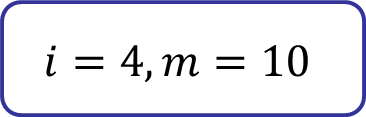 i = 4, m = 10